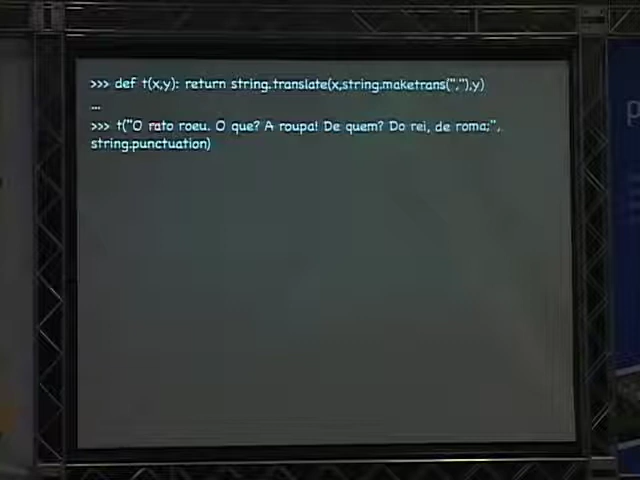 >>> def t(x,y): return string.translate(x,string.maketrans("",""),y)
...
>>> t("O rato roeu. O que? A roupa! De quem? Do rei, de roma;",
string.punctuation)
p